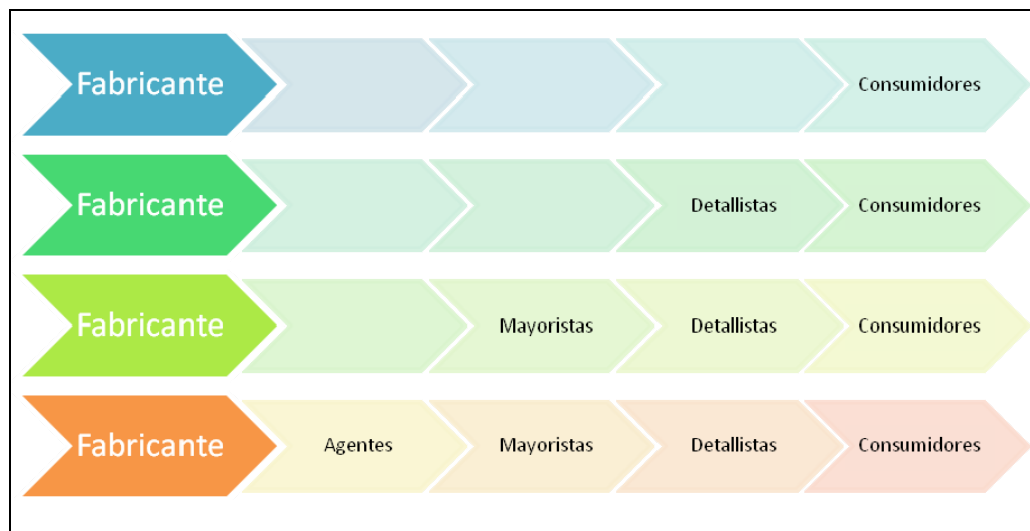 Fabricante
Consumidores
Fabricante
Detallistas
Consumidores
Fabricante
Mayoristas
Detallistas
Consumidores
Fabricante
Agentes
Mayoristas
Detallistas
Consumidores